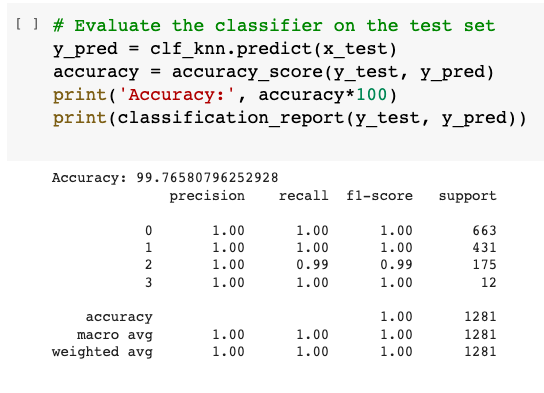 [ ] # Evaluate the classifier on the test set
y_pred = clf_knn.predict(x_test)
accuracy = accuracy_score(y_test, y_pred)
print('Accuracy:', accuracy*100)
print(classification_report(y_test, y_pred))
Accuracy: 99.76580796252928
precision recall f1-score support
0 1.00 1.00 1.00 663
1 1.00 1.00 1.00 431
2 1.00 0.99 0.99 175
3 1.00 1.00 1.00 12
accuracy 1.00 1281
macro avg 1.00 1.00 1.00 1281
weighted avg 1.00 1.00 1.00 1281